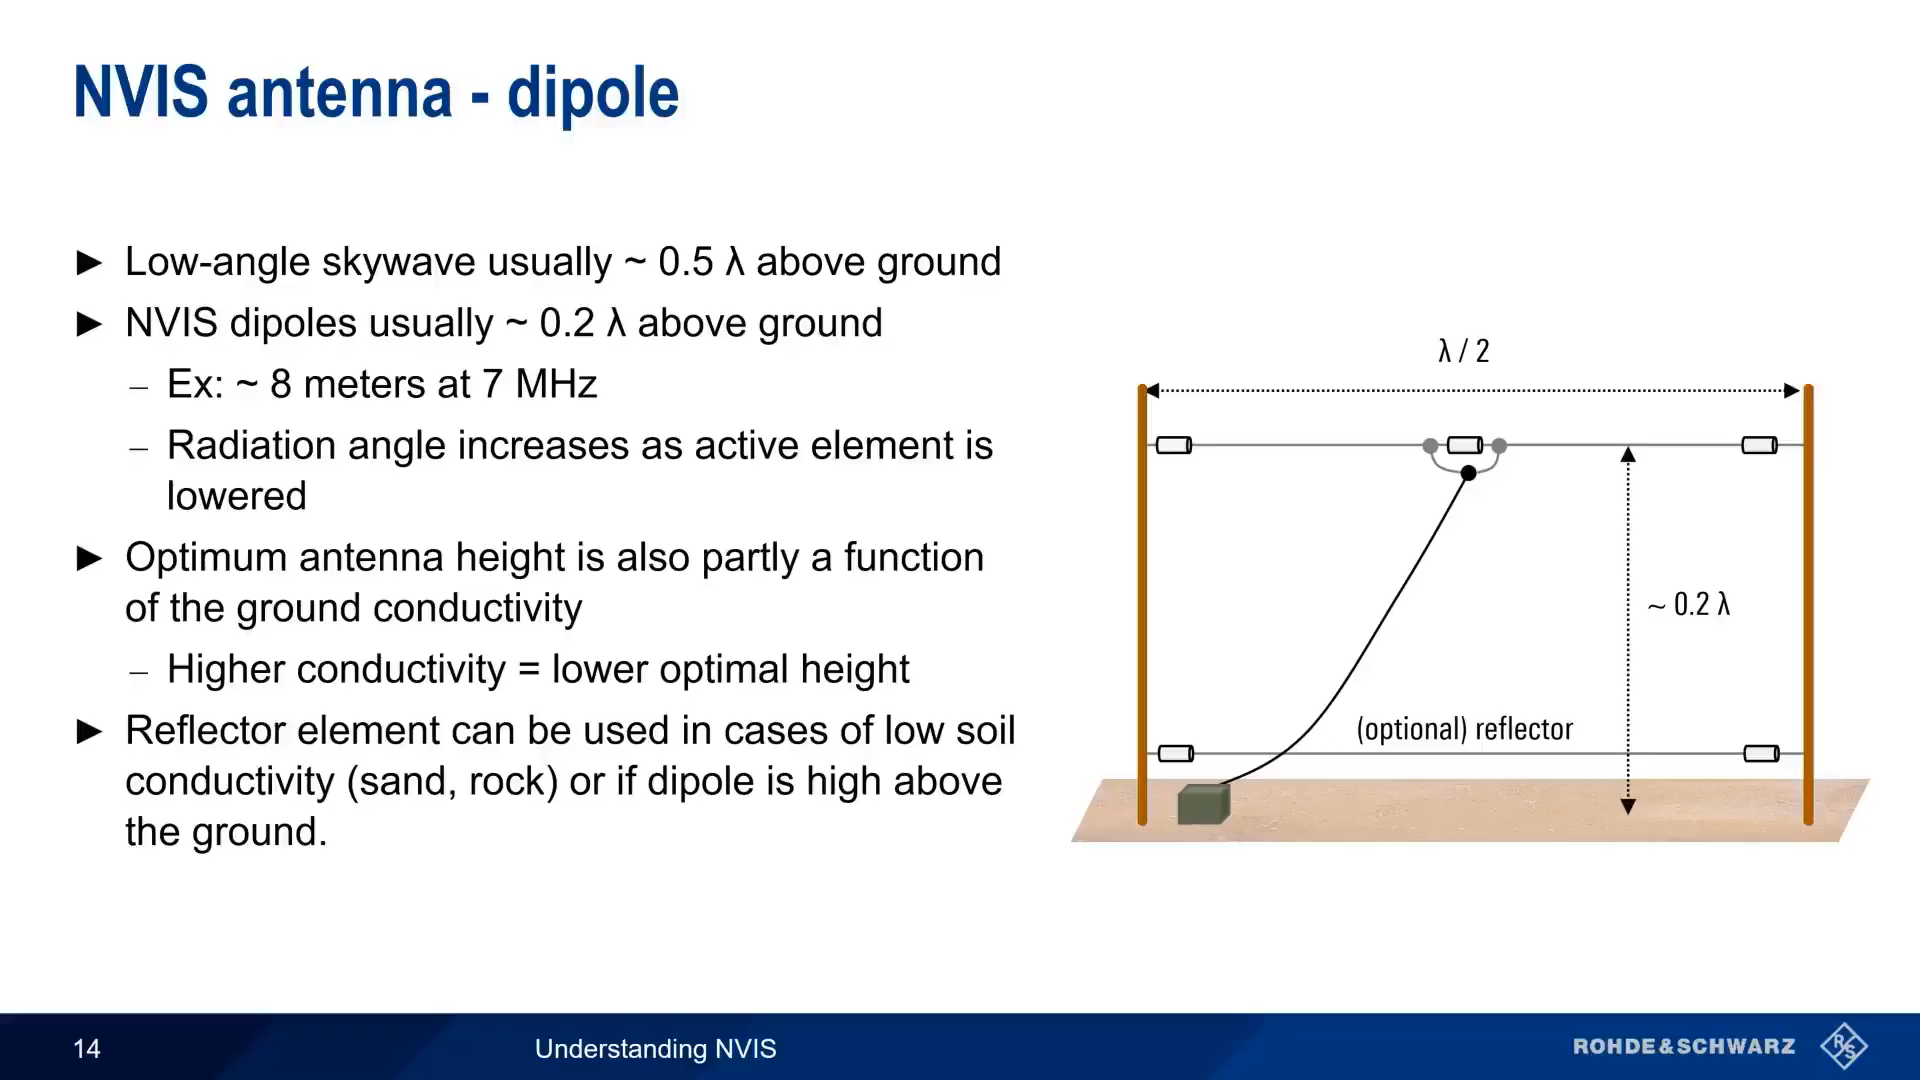 NVIS antenna - dipole
► Low-angle skywave usually ~ 0.5 λ above ground
► NVIS dipoles usually ~ 0.2 λ above ground
– Ex: ~ 8 meters at 7 MHz
– Radiation angle increases as active element is
lowered
► Optimum antenna height is also partly a function
of the ground conductivity
– Higher conductivity = lower optimal height
► Reflector element can be used in cases of low soil
conductivity (sand, rock) or if dipole is high above
the ground.
λ / 2
~ 0.2 λ
(optional) reflector
14
Understanding NVIS
ROHDE&SCHWARZ
R&S